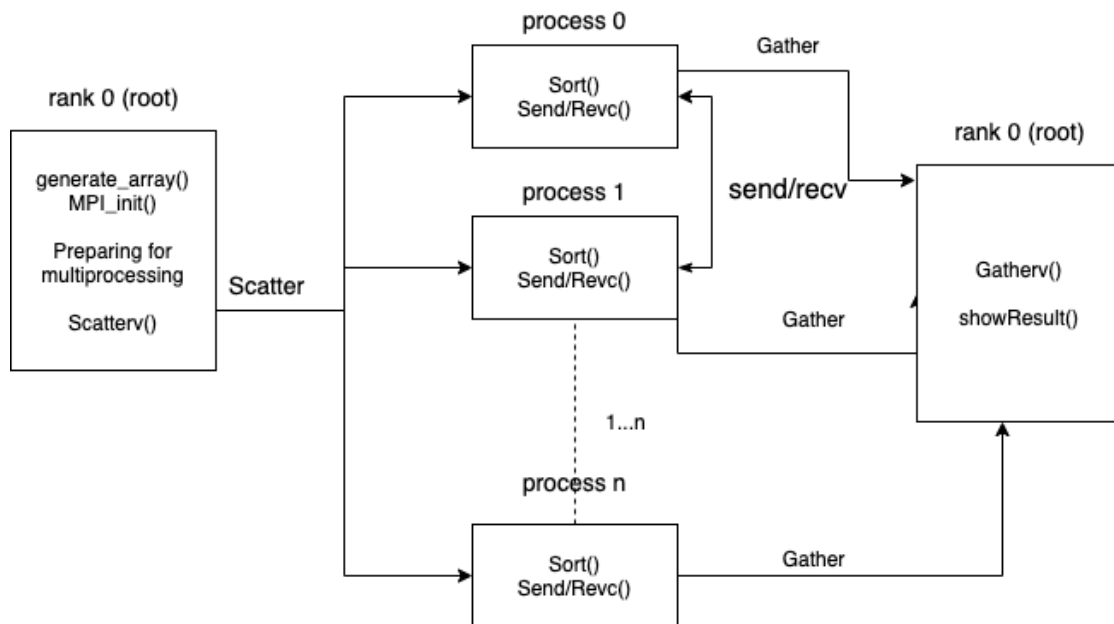 rank 0 (root)
generate_array()
MPI_init()
Preparing for
multiprocessing
Scatterv()
Scatter
process 0
Sort()
Send/Revc()
process 1
Sort()
Send/Revc()
send/recv
1...n
process n
Sort()
Send/Revc()
Gather
Gather
Gather
rank 0 (root)
Gatherv()
showResult()